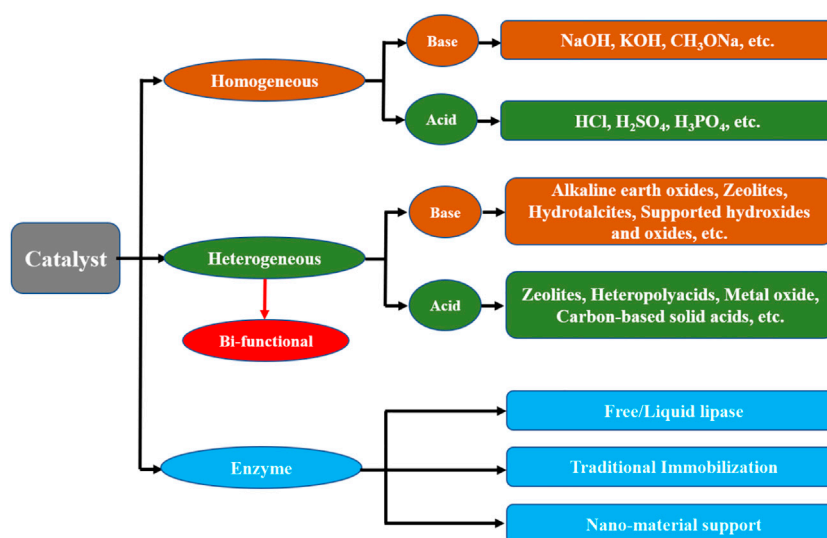 Base
NaOH, KOH, CH₃ONa, etc.
Homogeneous
Acid
HCl, H₂SO₄, H₃PO₄, etc.
Catalyst
Heterogeneous
Base
Alkaline earth oxides, Zeolites,
Hydrotalcites, Supported hydroxides
and oxides, etc.
Acid
Zeolites, Heteropolyacids, Metal oxide,
Carbon-based solid acids, etc.
Bi-functional
Enzyme
Free/Liquid lipase
Traditional Immobilization
Nano-material support